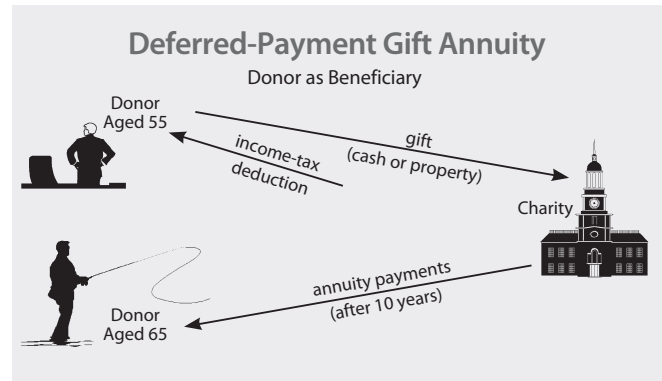 Deferred-Payment Gift Annuity
Donor as Beneficiary
Donor
Aged 55
gift
(cash or property)
income-tax
deduction
Charity
annuity payments
(after 10 years)
Donor
Aged 65